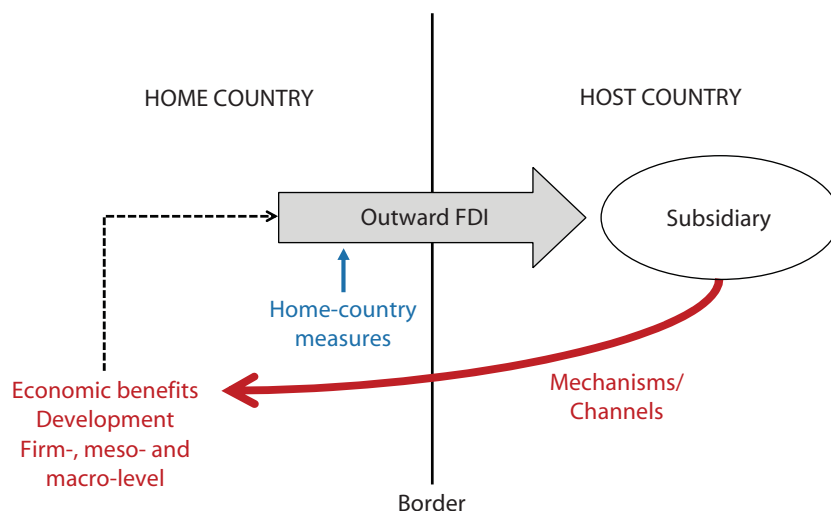 HOME COUNTRY
HOST COUNTRY
Outward FDI
Subsidiary
Home-country
measures
Mechanisms/
Channels
Economic benefits
Development
Firm-, meso- and
macro-level
Border